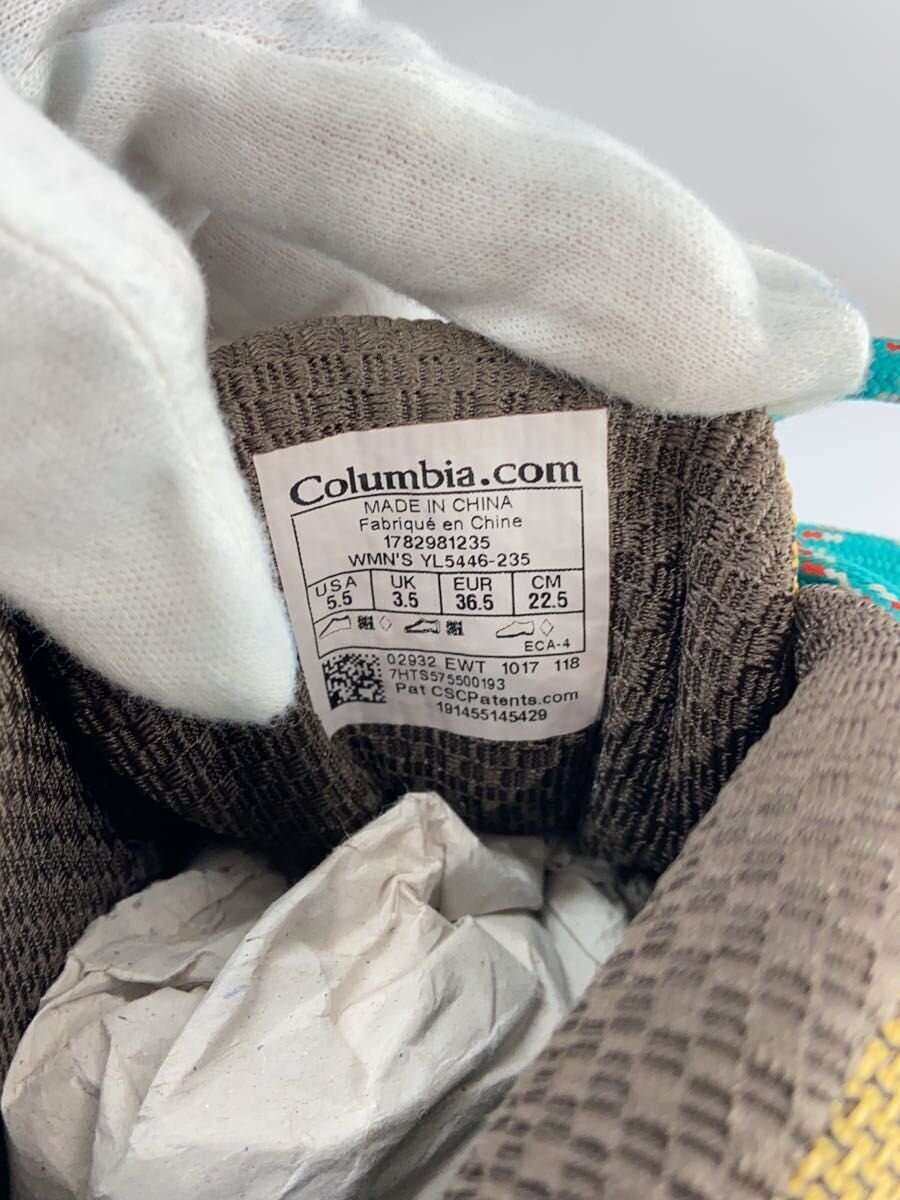 Columbia.com
MADE IN CHINA
Fabriqué en Chine
1782981235
WMN'S YL5446-235
USA UK EUR CM
5.5 3.5 36.5 22.5
ECA-4
02932 EWT 1017 118
7HTS575500193
Pat CSCPatents.com
191455145429